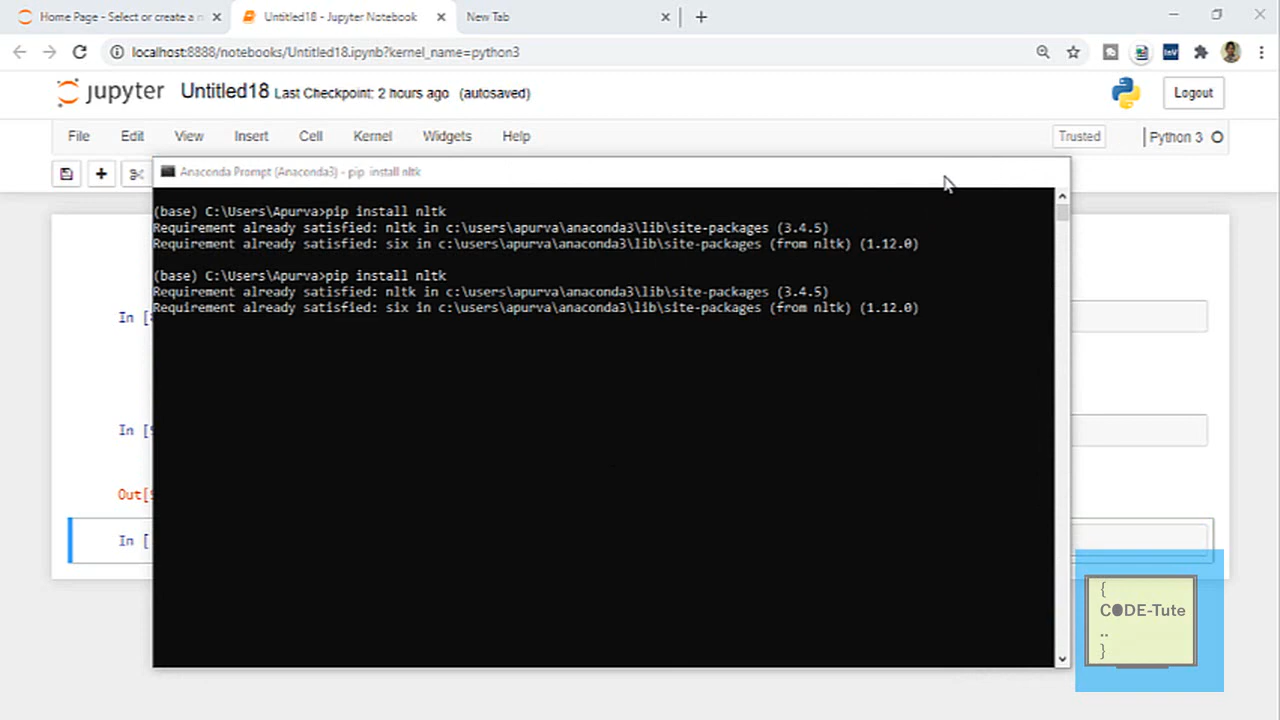 Home Page - Select or create a n
Untitled18 - Jupyter Notebook
New Tab
localhost:8888/notebooks/Untitled18.ipynb?kernel_name=python3
jupyter Untitled18 Last Checkpoint: 2 hours ago (autosaved)
Logout
File Edit View Insert Cell Kernel Widgets Help
Trusted
Python 3
Anaconda Prompt (Anaconda3) - pip install nltk
(base) C:\Users\Apurva>pip install nltk
Requirement already satisfied: nltk in c:\users\apurva\anaconda3\lib\site-packages (3.4.5)
Requirement already satisfied: six in c:\users\apurva\anaconda3\lib\site-packages (from nltk) (1.12.0)
(base) C:\Users\Apurva>pip install nltk
Requirement already satisfied: nltk in c:\users\apurva\anaconda3\lib\site-packages (3.4.5)
Requirement already satisfied: six in c:\users\apurva\anaconda3\lib\site-packages (from nltk) (1.12.0)
In [
In [
Out[
In [
{
CODE-Tute
..
}